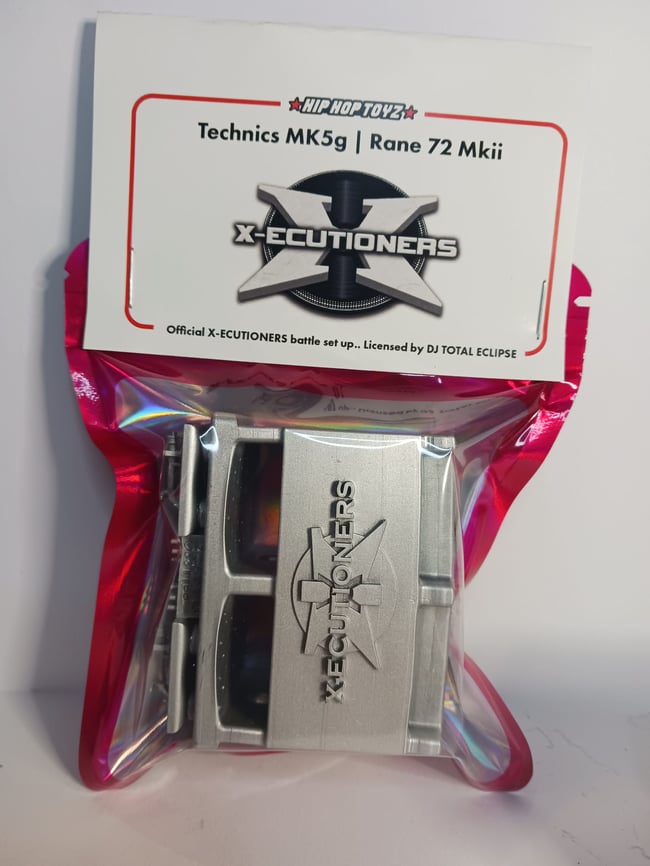 HIP HOP TOYZ
Technics MK5g | Rane 72 Mkii
X-ECUTIONERS
Official X-ECUTIONERS battle set up.. Licensed by DJ TOTAL ECLIPSE
X-ECUTIONERS